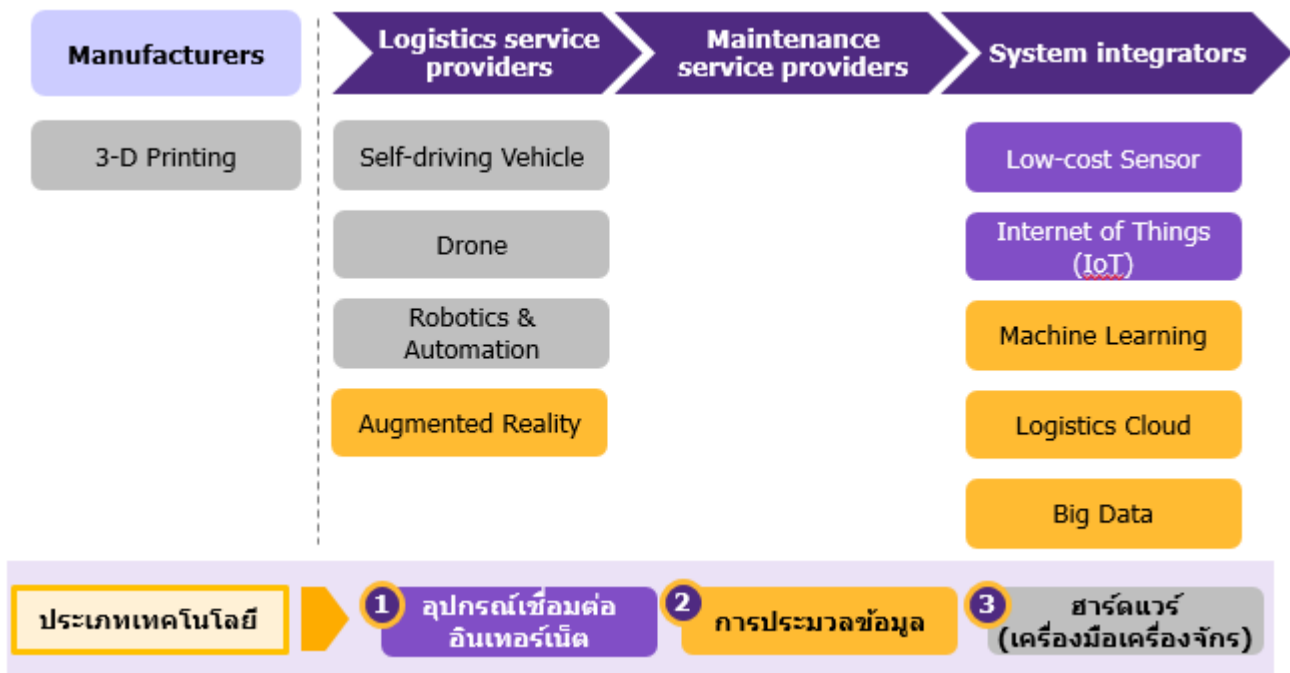 Manufacturers
Logistics service
providers
Maintenance
service providers
System integrators
3-D Printing
Self-driving Vehicle
Low-cost Sensor
Drone
Internet of Things
(IoT)
Robotics &
Automation
Machine Learning
Augmented Reality
Logistics Cloud
Big Data
ประเภทเทคโนโลยี
1
อุปกรณ์เชื่อมต่อ
อินเทอร์เน็ต
2
การประมวลข้อมูล
3
ฮาร์ดแวร์
(เครื่องมือเครื่องจักร)